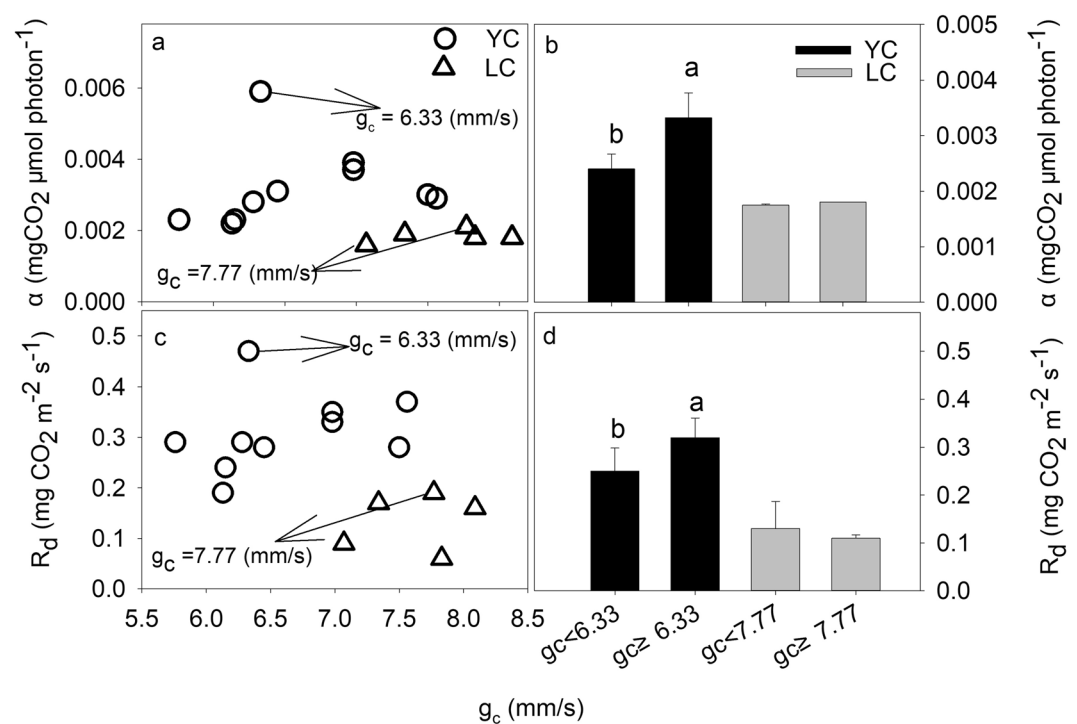 α (mgCO2 μmol photon-1)
0.006
0.004
0.002
0.000
a
YC
LC
gc = 6.33 (mm/s)
gc =7.77 (mm/s)
b
YC
LC
b
a
0.005
0.004
0.003
0.002
0.001
0.000
α (mgCO2 μmol photon-1)
Rd (mg CO2 m-2 s-1)
0.5
0.4
0.3
0.2
0.1
0.0
c
gc = 6.33 (mm/s)
gc =7.77 (mm/s)
5.5 6.0 6.5 7.0 7.5 8.0 8.5
d
b
a
0.5
0.4
0.3
0.2
0.1
0.0
Rd (mg CO2 m-2 s-1)
gc<6.33
gc≥ 6.33
gc<7.77
gc≥ 7.77
gc (mm/s)